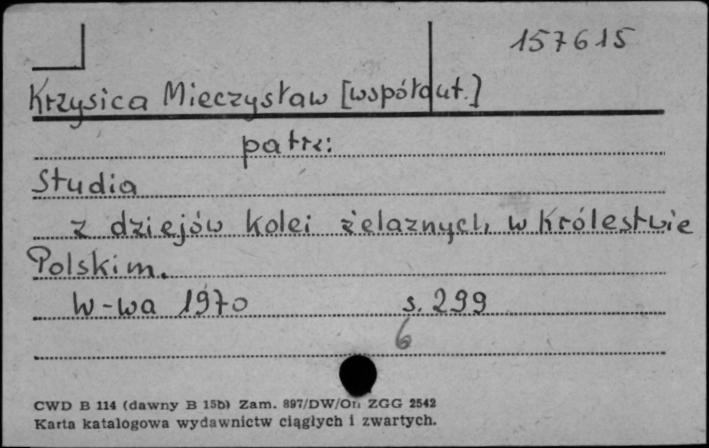 157615
Krzysica Mieczysław [współaut.]
patrz:
Studia
z dziejów kolei żelaznych w Królestwie
Polskim.
W-wa 1970 s. 299
6
CWD B 114 (dawny B 15b) Zam. 897/DW/On ZGG 2542
Karta katalogowa wydawnictw ciągłych i zwartych.